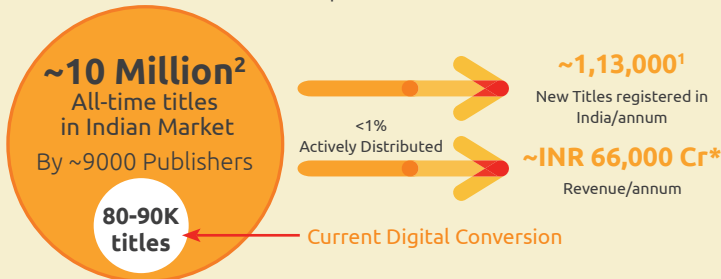 ~10 Million²
All-time titles
in Indian Market
By ~9000 Publishers
80-90K
titles
<1%
Actively Distributed
Current Digital Conversion
~1,13,000¹
New Titles registered in
India/annum
~INR 66,000 Cr*
Revenue/annum